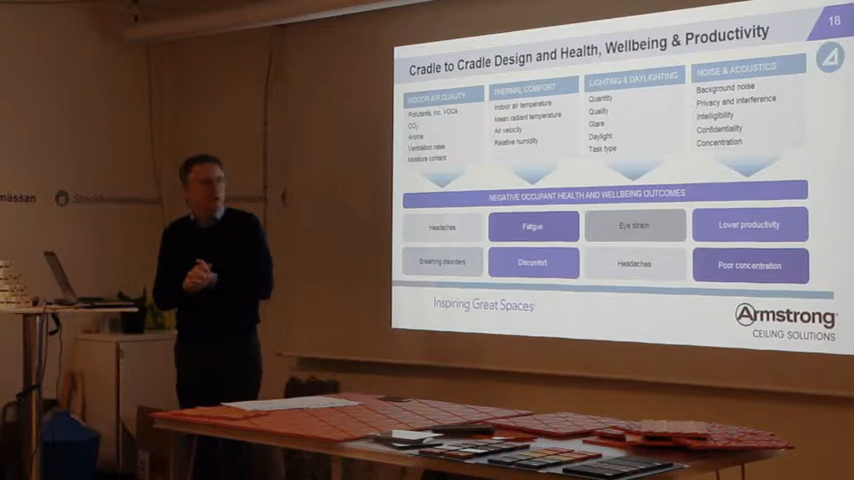 18
Cradle to Cradle Design and Health, Wellbeing & Productivity
INDOOR AIR QUALITY
Pollutants, inc. VOCs
CO2
Aroma
Ventilation rates
Moisture content
THERMAL COMFORT
Indoor air temperature
Mean radiant temperature
Air velocity
Relative humidity
LIGHTING & DAYLIGHTING
Quantity
Quality
Glare
Daylight
Task type
NOISE & ACOUSTICS
Background noise
Privacy and interference
Intelligibility
Confidentiality
Concentration
NEGATIVE OCCUPANT HEALTH AND WELLBEING OUTCOMES
Headaches
Fatigue
Eye strain
Lower productivity
Breathing disorders
Discomfort
Headaches
Poor concentration
Inspiring Great Spaces
Armstrong
CEILING SOLUTIONS
mässan